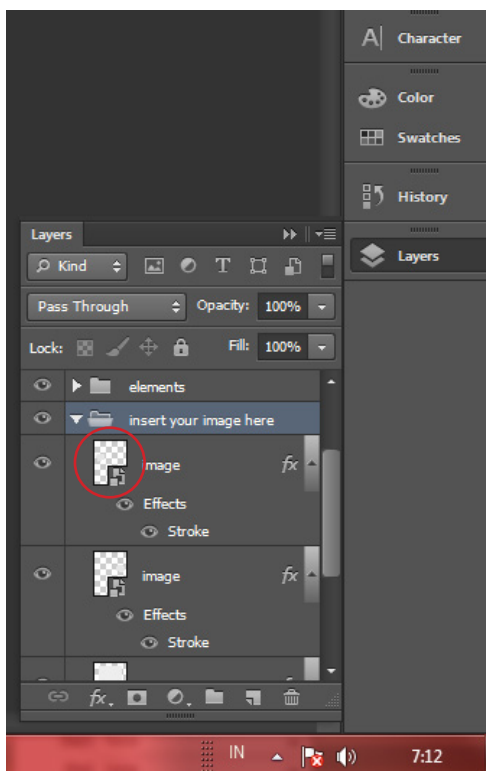 A| Character
Color
Swatches
History
Layers
Layers
Kind
T
Pass Through
Opacity: 100%
Lock:
Fill: 100%
elements
insert your image here
image fx
Effects
Stroke
image fx
Effects
Stroke
fx.
IN
7:12